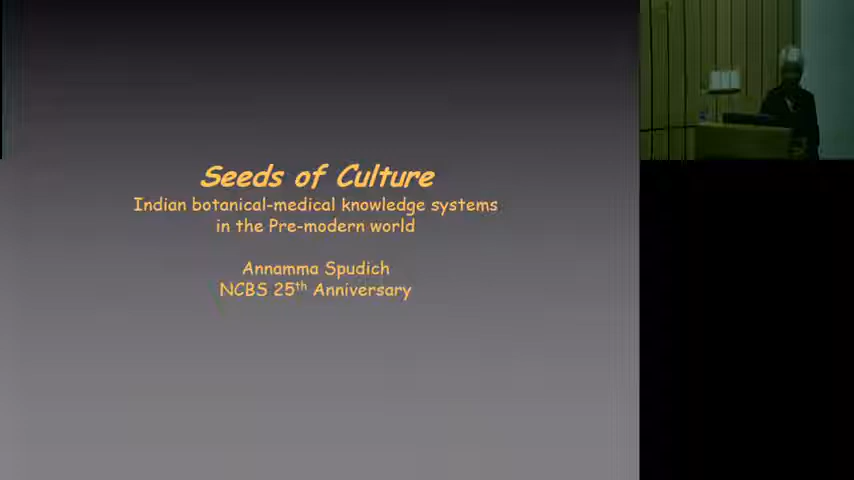 Seeds of Culture
Indian botanical-medical knowledge systems
in the Pre-modern world
Annamma Spudich
NCBS 25th Anniversary